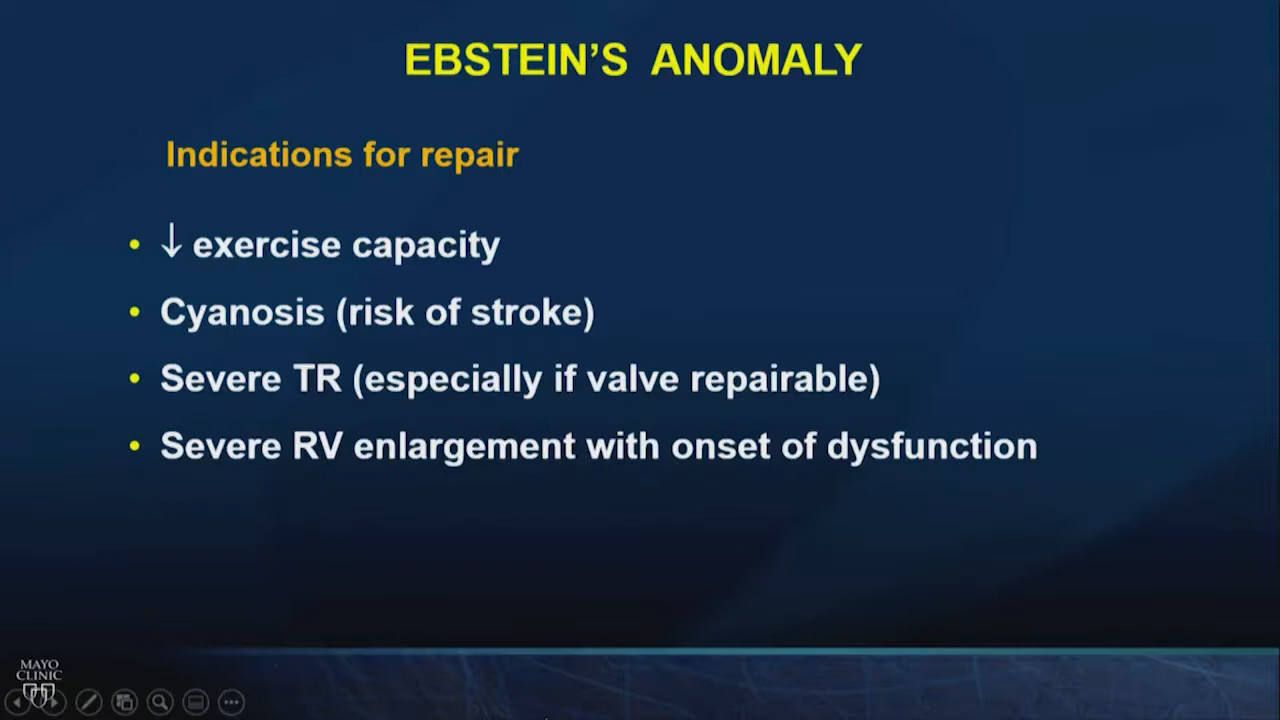 EBSTEIN’S ANOMALY
Indications for repair
• ↓ exercise capacity
• Cyanosis (risk of stroke)
• Severe TR (especially if valve repairable)
• Severe RV enlargement with onset of dysfunction
MAYO
CLINIC